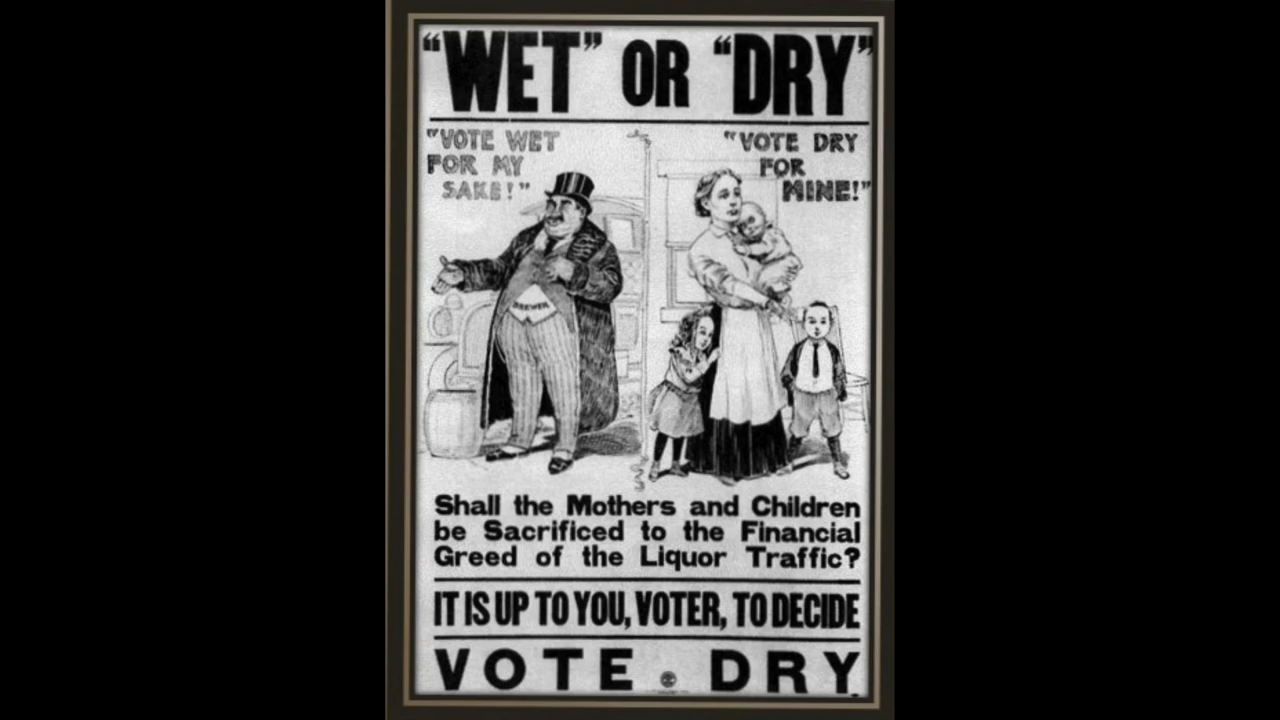 "WET" OR "DRY"
"VOTE WET
FOR MY
SAKE!"
"VOTE DRY
FOR
MINE!"
BREWER
Shall the Mothers and Children
be Sacrificed to the Financial
Greed of the Liquor Traffic?
IT IS UP TO YOU, VOTER, TO DECIDE
VOTE DRY